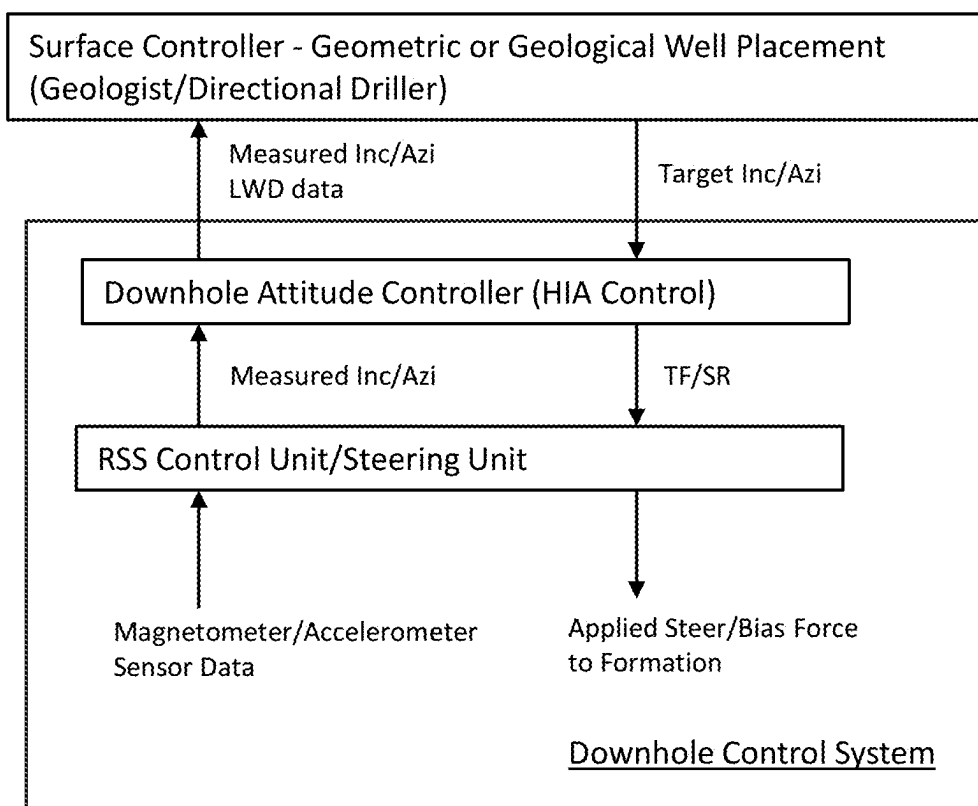 Surface Controller - Geometric or Geological Well Placement
(Geologist/Directional Driller)
Measured Inc/Azi
LWD data
Target Inc/Azi
Downhole Attitude Controller (HIA Control)
Measured Inc/Azi
TF/SR
RSS Control Unit/Steering Unit
Magnetometer/Accelerometer
Sensor Data
Applied Steer/Bias Force
to Formation
Downhole Control System